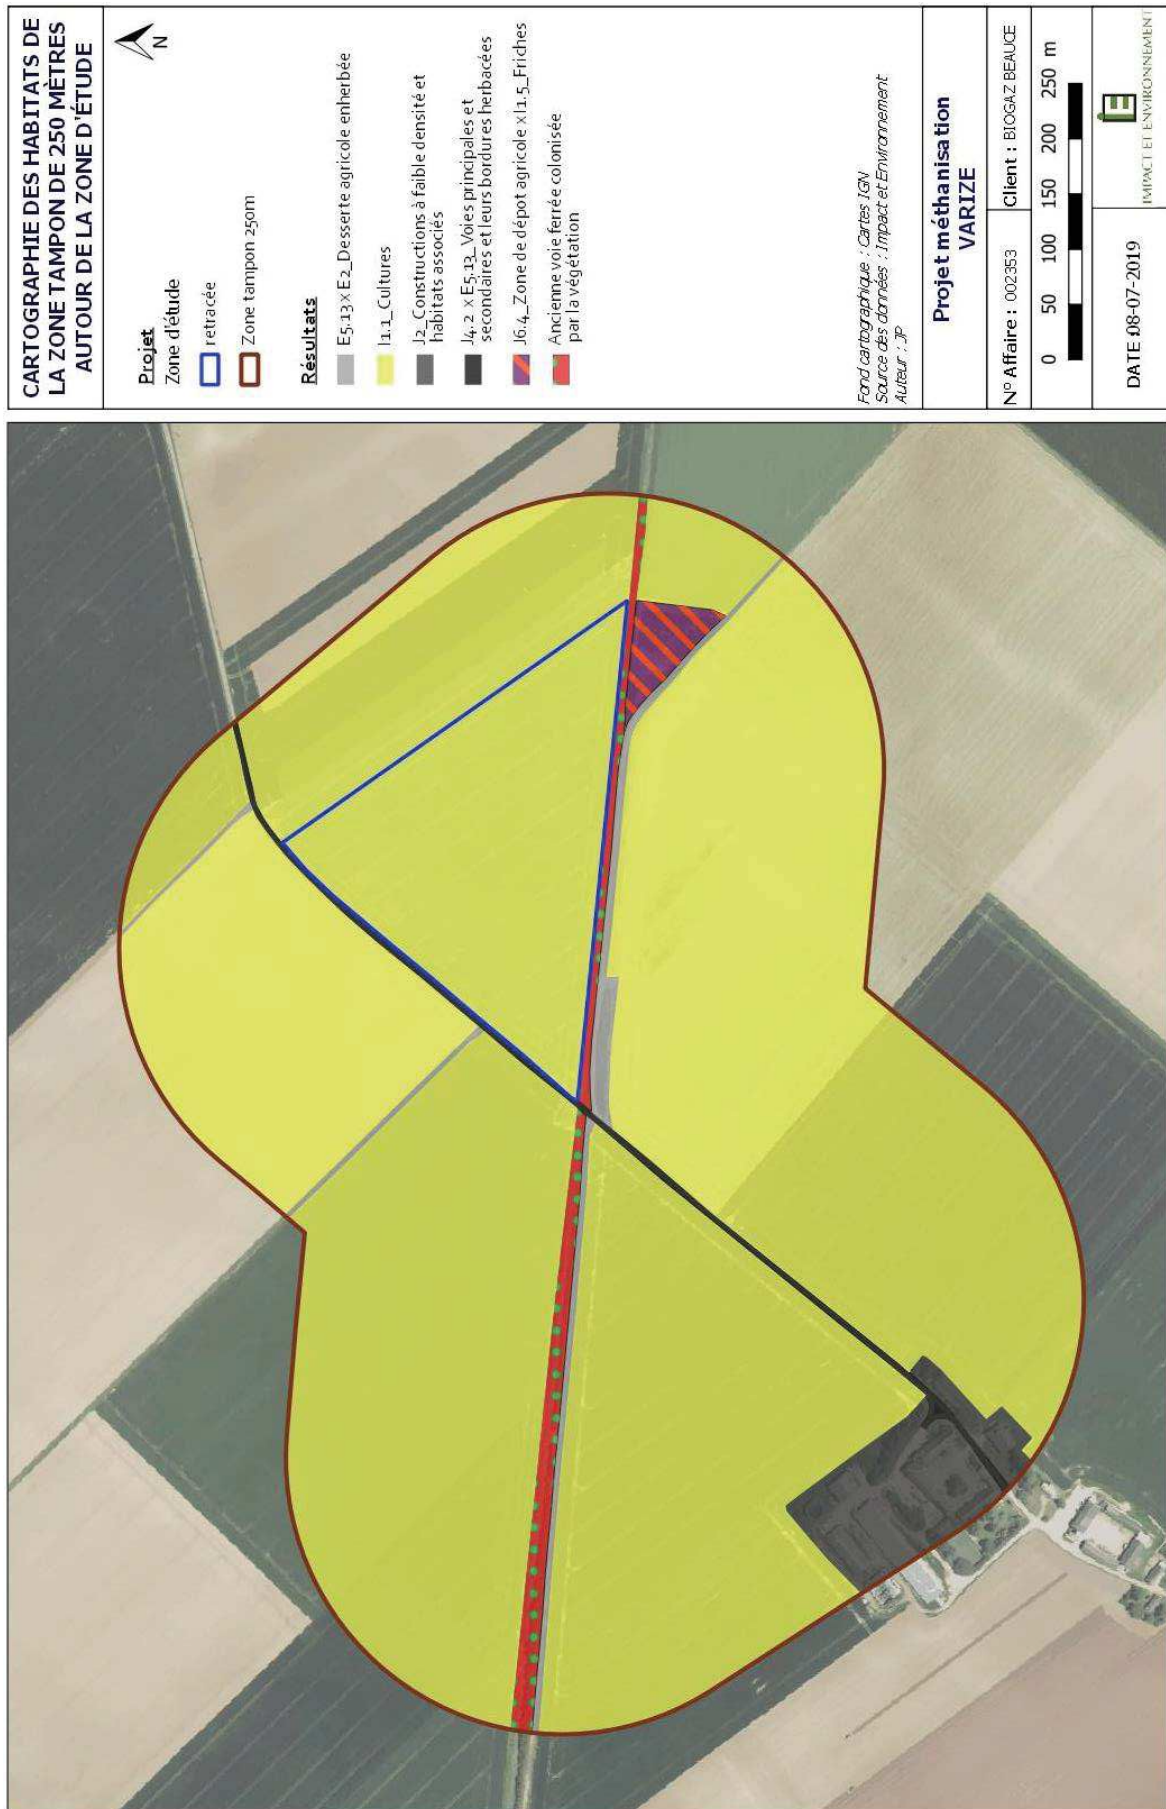 CARTOGRAPHIE DES HABITATS DE
LA ZONE TAMPON DE 250 MÈTRES
AUTOUR DE LA ZONE D'ÉTUDE
N
Projet
Zone d'étude
retracée
Zone tampon 250m
Résultats
E5.13 x E2_Desserte agricole enherbée
I1.1_Cultures
J2_Constructions à faible densité et
habitats associés
J4.2 x E5.13_Voies principales et
secondaires et leurs bordures herbacées
J6.4_Zone de dépot agricole x I1.5_Friches
Ancienne voie ferrée colonisée
par la végétation
Fond cartographique : Cartes IGN
Source des données : Impact et Environnement
Auteur : JP
Projet méthanisation
VARIZE
N° Affaire : 002353
Client : BIOGAZ BEAUCE
0 50 100 150 200 250 m
DATE :08-07-2019
IE
IMPACT ET ENVIRONNEMENT